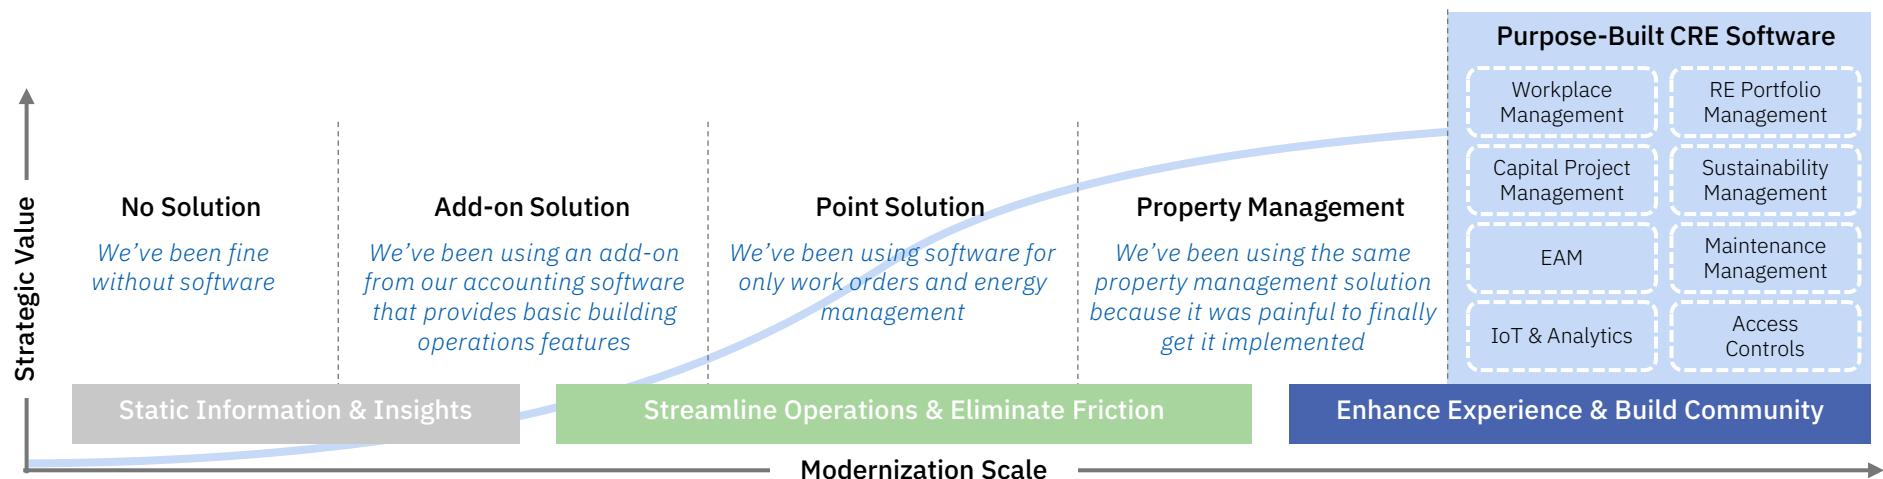 Strategic Value
No Solution
We’ve been fine
without software
Add-on Solution
We’ve been using an add-on
from our accounting software
that provides basic building
operations features
Point Solution
We’ve been using software for
only work orders and energy
management
Property Management
We’ve been using the same
property management solution
because it was painful to finally
get it implemented
Purpose-Built CRE Software
Workplace
Management
RE Portfolio
Management
Capital Project
Management
Sustainability
Management
EAM
Maintenance
Management
IoT & Analytics
Access
Controls
Static Information & Insights
Streamline Operations & Eliminate Friction
Enhance Experience & Build Community
Modernization Scale